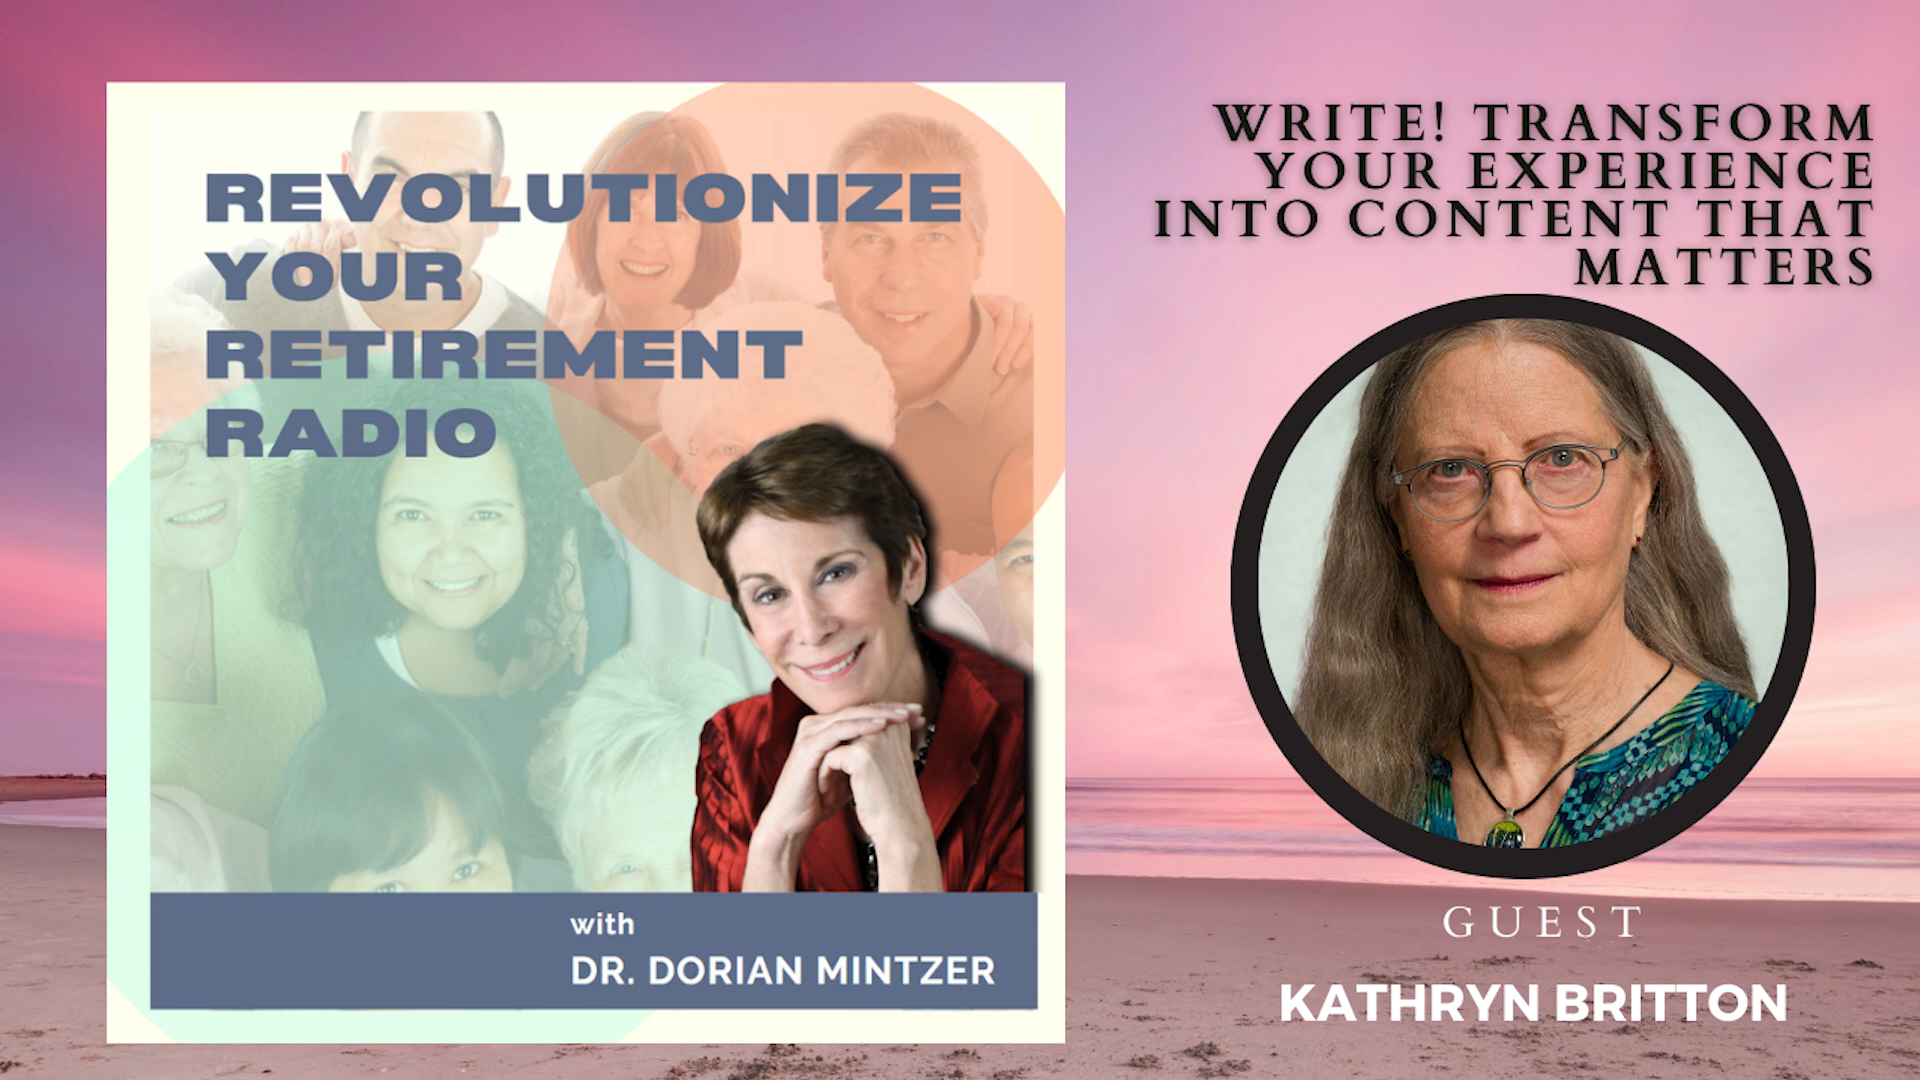 REVOLUTIONIZE
YOUR
RETIREMENT
RADIO
with
DR. DORIAN MINTZER
WRITE! TRANSFORM
YOUR EXPERIENCE
INTO CONTENT THAT
MATTERS
GUEST
KATHRYN BRITTON